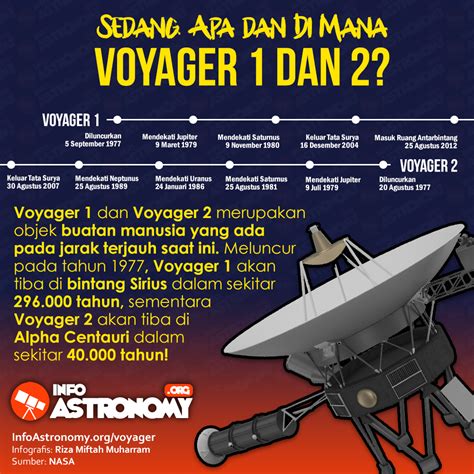 SEDANG APA DAN DI MANA
VOYAGER 1 DAN 2?
VOYAGER 1
Diluncurkan
5 September 1977
Mendekati Jupiter
9 Maret 1979
Mendekati Saturnus
9 November 1980
Keluar Tata Surya
16 Desember 2004
Masuk Ruang Antarbintang
25 Agustus 2012
VOYAGER 2
Keluar Tata Surya
30 Agustus 2007
Mendekati Neptunus
25 Agustus 1989
Mendekati Uranus
24 Januari 1986
Mendekati Saturnus
25 Agustus 1981
Mendekati Jupiter
9 Juli 1979
Diluncurkan
20 Agustus 1977
Voyager 1 dan Voyager 2 merupakan
objek buatan manusia yang ada
pada jarak terjauh saat ini. Meluncur
pada tahun 1977, Voyager 1 akan
tiba di bintang Sirius dalam sekitar
296.000 tahun, sementara
Voyager 2 akan tiba di
Alpha Centauri dalam
sekitar 40.000 tahun!
INFO
.ORG
ASTRONOMY
InfoAstronomy.org/voyager
Infografis: Riza Miftah Muharram
Sumber: NASA